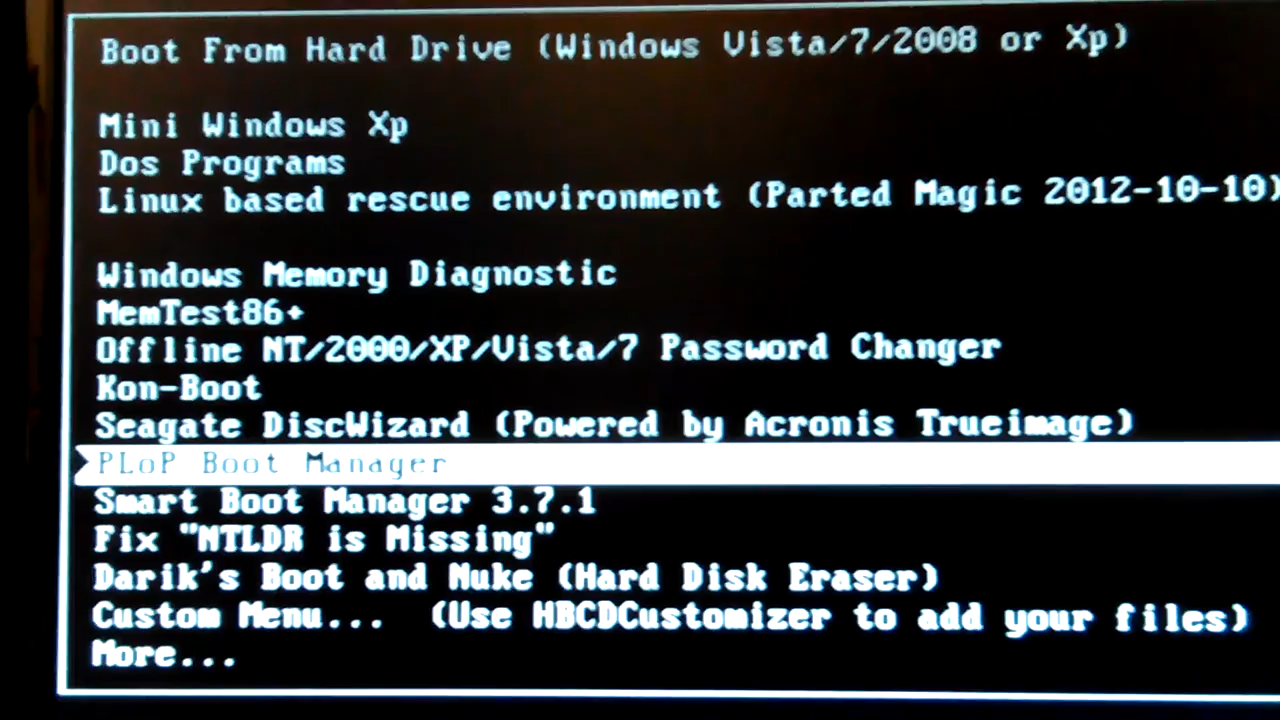 Boot From Hard Drive (Windows Vista/7/2008 or Xp)
Mini Windows Xp
Dos Programs
Linux based rescue environment (Parted Magic 2012-10-10)
Windows Memory Diagnostic
MemTest86+
Offline NT/2000/XP/Vista/7 Password Changer
Kon-Boot
Seagate DiscWizard (Powered by Acronis Trueimage)
PLoP Boot Manager
Smart Boot Manager 3.7.1
Fix "NTLDR is Missing"
Darik's Boot and Nuke (Hard Disk Eraser)
Custom Menu... (Use HBCDCustomizer to add your files)
More...